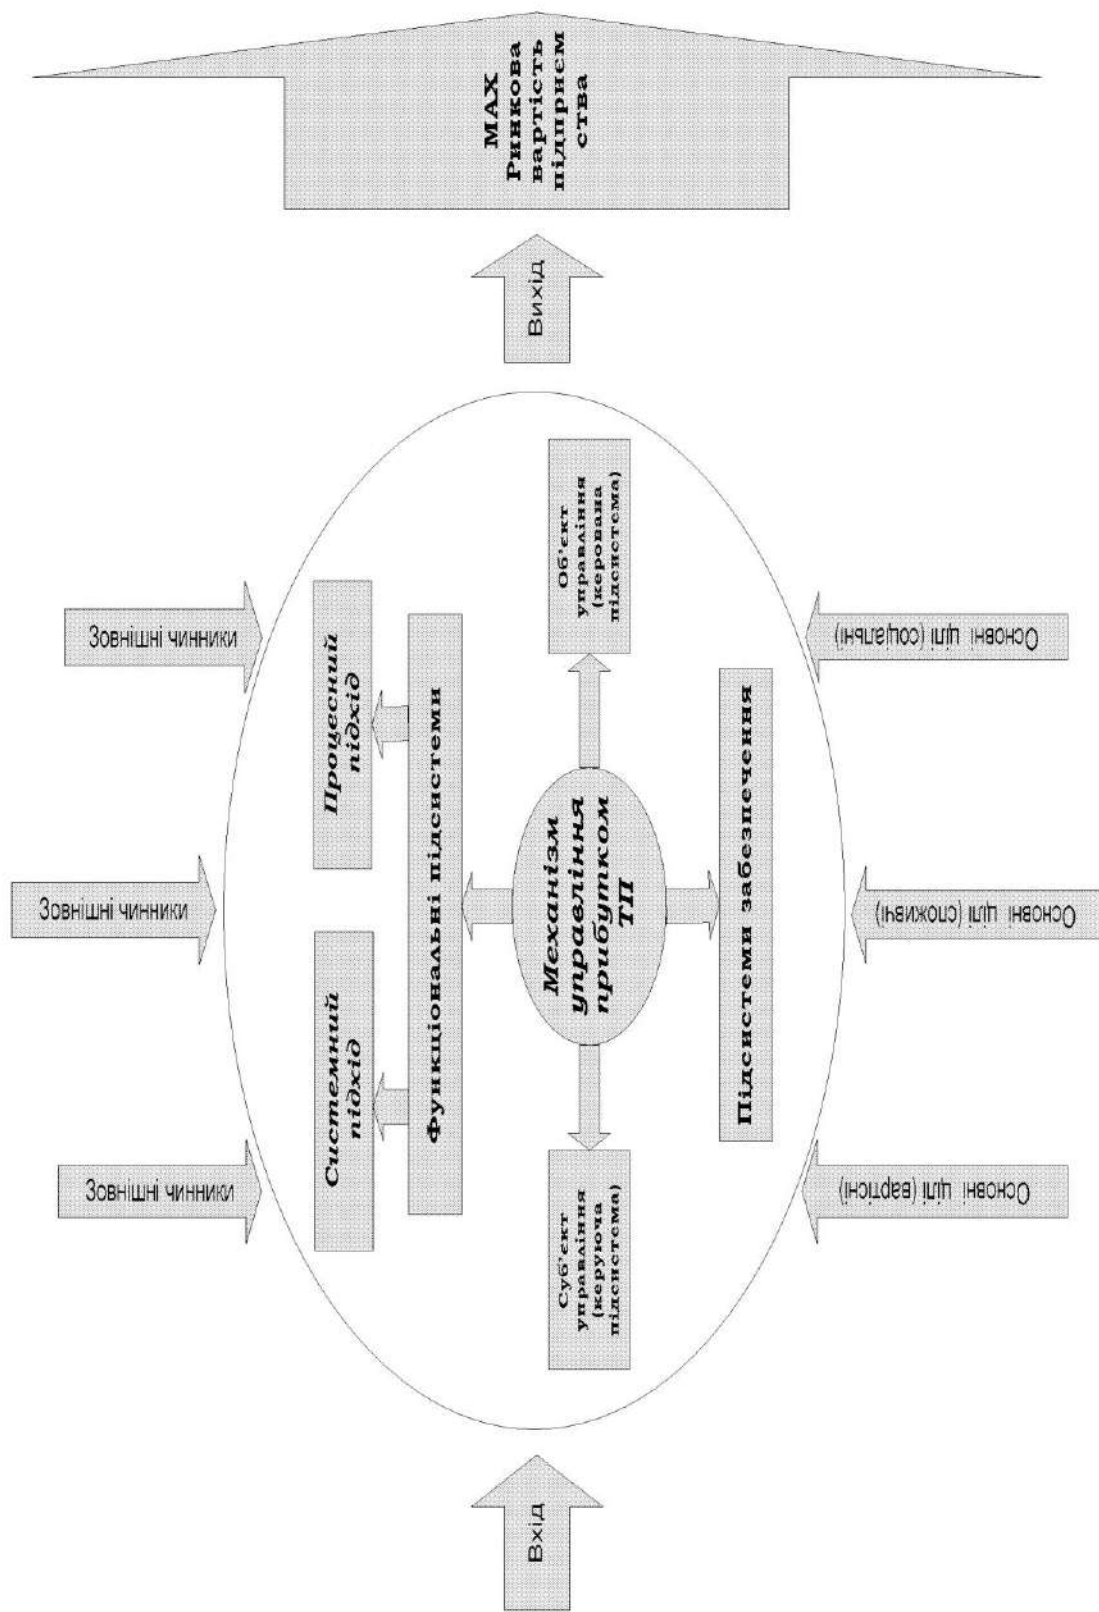 Зовнішні чинники
Зовнішні чинники
Зовнішні чинники
Вхід
Системний
підхід
Процесний
підхід
Функціональні підсистеми
Суб'єкт
управління
(керуюча
підсистема)
Механізм
управління
прибутком
ТП
Об'єкт
управління
(керована
підсистема)
Підсистеми забезпечення
Вихід
МАХ
Ринкова
вартість
підприєм
ства
Основні цілі (вартісні)
Основні цілі (споживчі)
Основні цілі (соціальні)